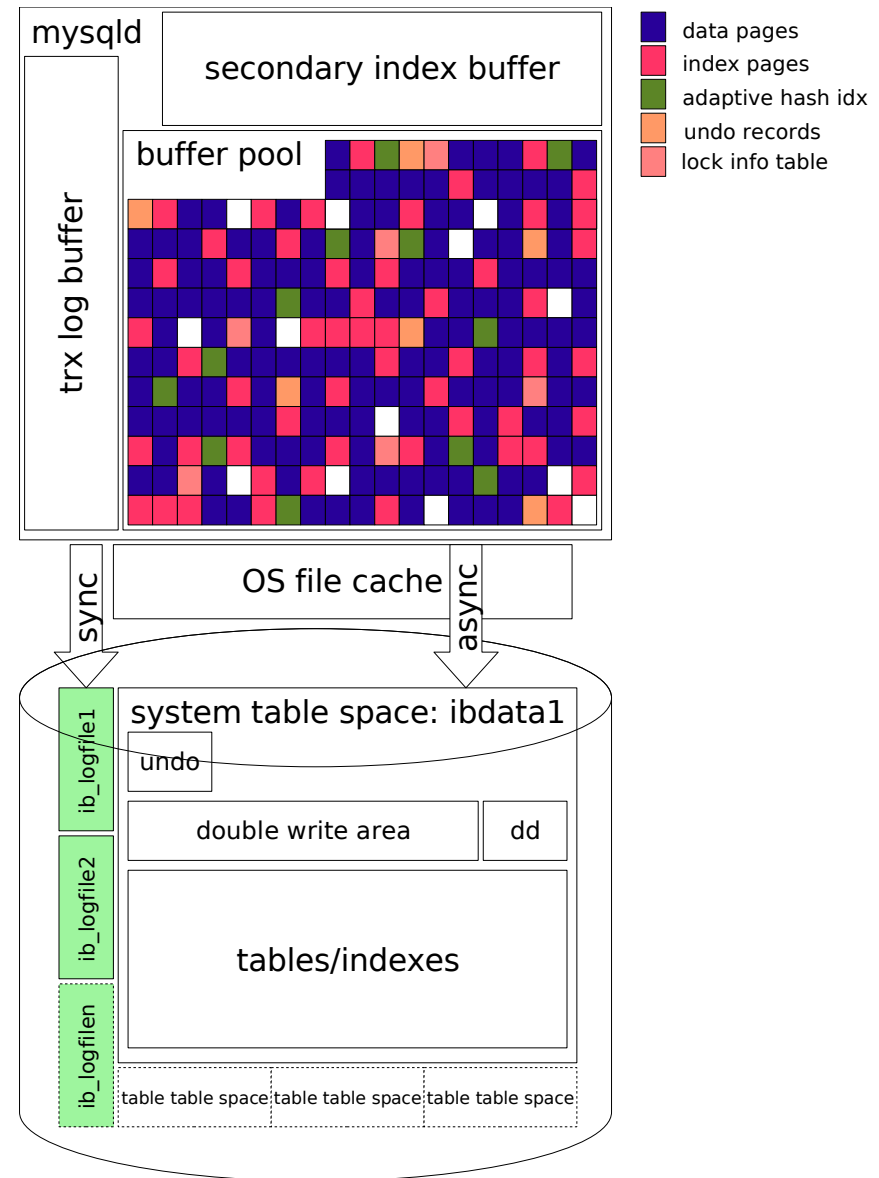 mysqld
secondary index buffer
data pages
index pages
adaptive hash idx
undo records
lock info table
buffer pool
trx log buffer
sync
OS file cache
async
ib_logfile1
system table space: ibdata1
undo
double write area
dd
ib_logfile2
tables/indexes
ib_logfilen
table table space
table table space
table table space